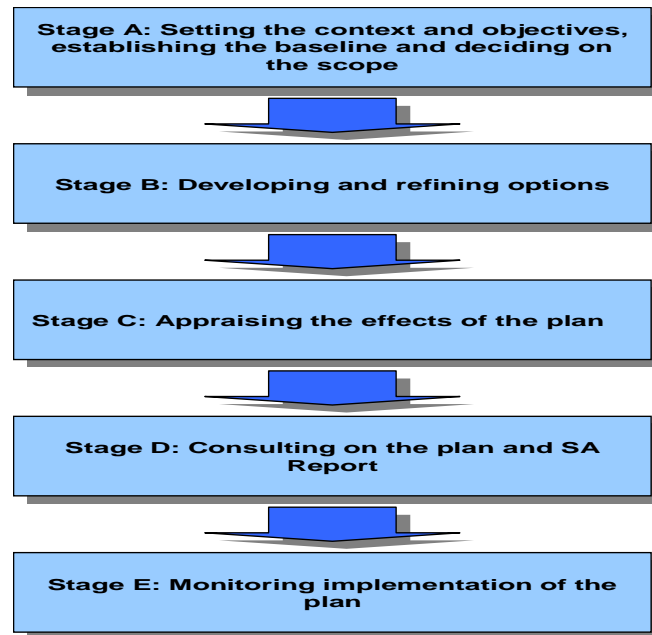 Stage A: Setting the context and objectives,
establishing the baseline and deciding on
the scope
Stage B: Developing and refining options
Stage C: Appraising the effects of the plan
Stage D: Consulting on the plan and SA
Report
Stage E: Monitoring implementation of the
plan